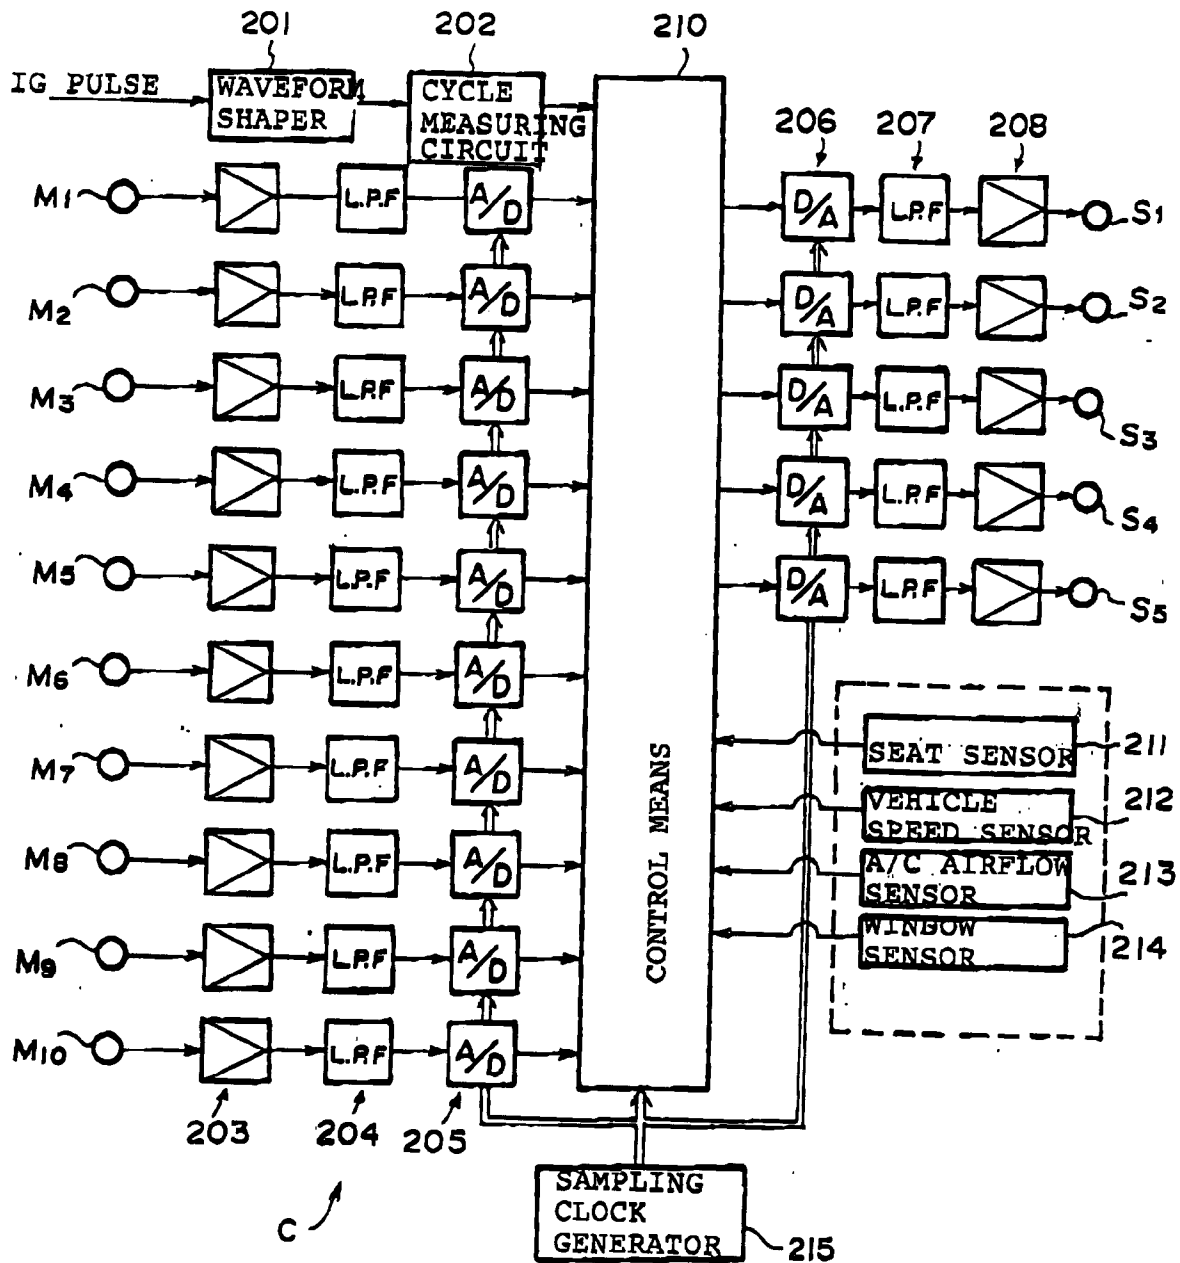 201
202
210
IG PULSE
WAVEFORM
SHAPER
CYCLE
MEASURING
CIRCUIT
206
207
208
M1
L.P.F
A/D
D/A
L.P.F
S1
M2
L.P.F
A/D
D/A
L.P.F
S2
M3
L.P.F
A/D
D/A
L.P.F
S3
M4
L.P.F
A/D
D/A
L.P.F
S4
M5
L.P.F
A/D
D/A
L.P.F
S5
M6
L.P.F
A/D
M7
L.P.F
A/D
M8
L.P.F
A/D
M9
L.P.F
A/D
M10
L.P.F
A/D
CONTROL MEANS
SEAT SENSOR
211
VEHICLE
SPEED SENSOR
212
A/C AIRFLOW
SENSOR
213
WINBOW
SENSOR
214
203
204
205
C
SAMPLING
CLOCK
GENERATOR
215